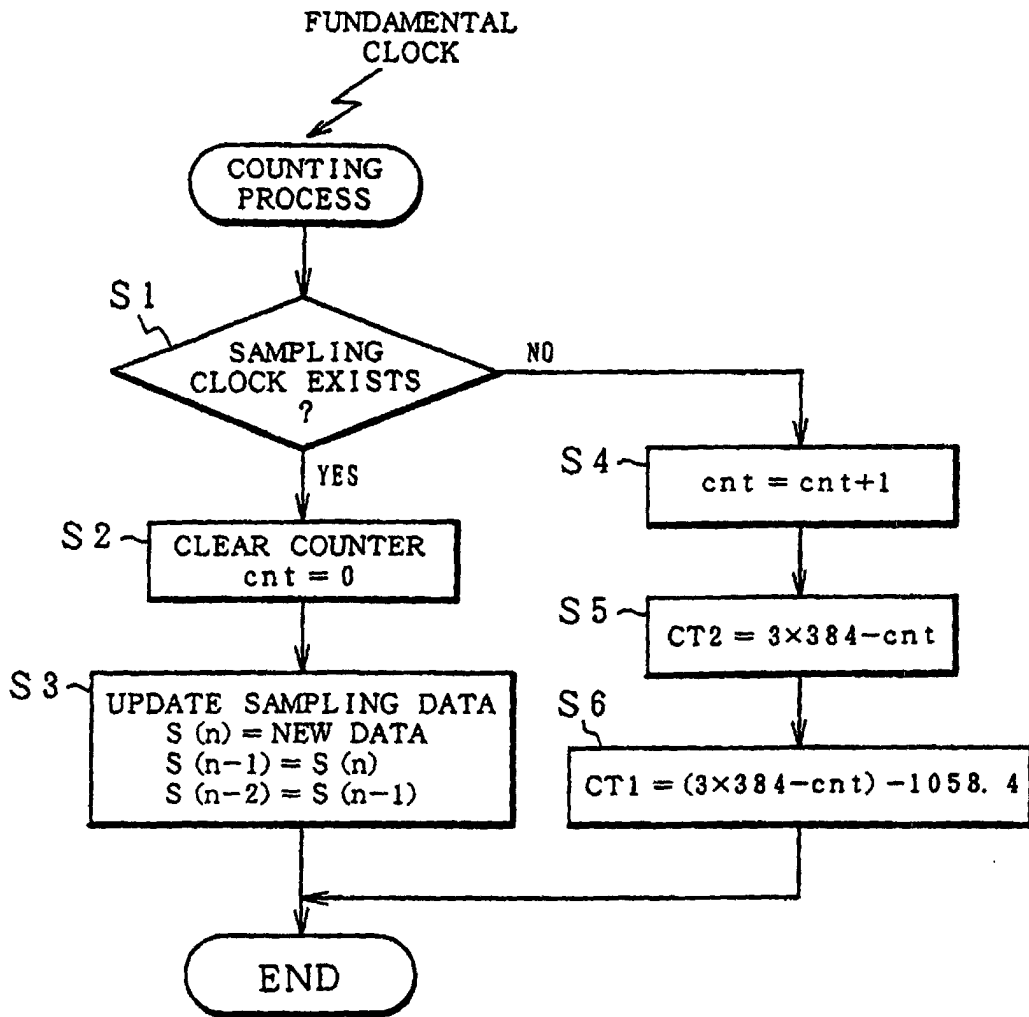 FUNDAMENTAL
CLOCK
COUNTING
PROCESS
S1
SAMPLING
CLOCK EXISTS
?
NO
YES
S2
CLEAR COUNTER
cnt = 0
S3
UPDATE SAMPLING DATA
S(n) = NEW DATA
S(n-1) = S(n)
S(n-2) = S(n-1)
S4
cnt = cnt+1
S5
CT2 = 3×384-cnt
S6
CT1 = (3×384-cnt) -1058.4
END